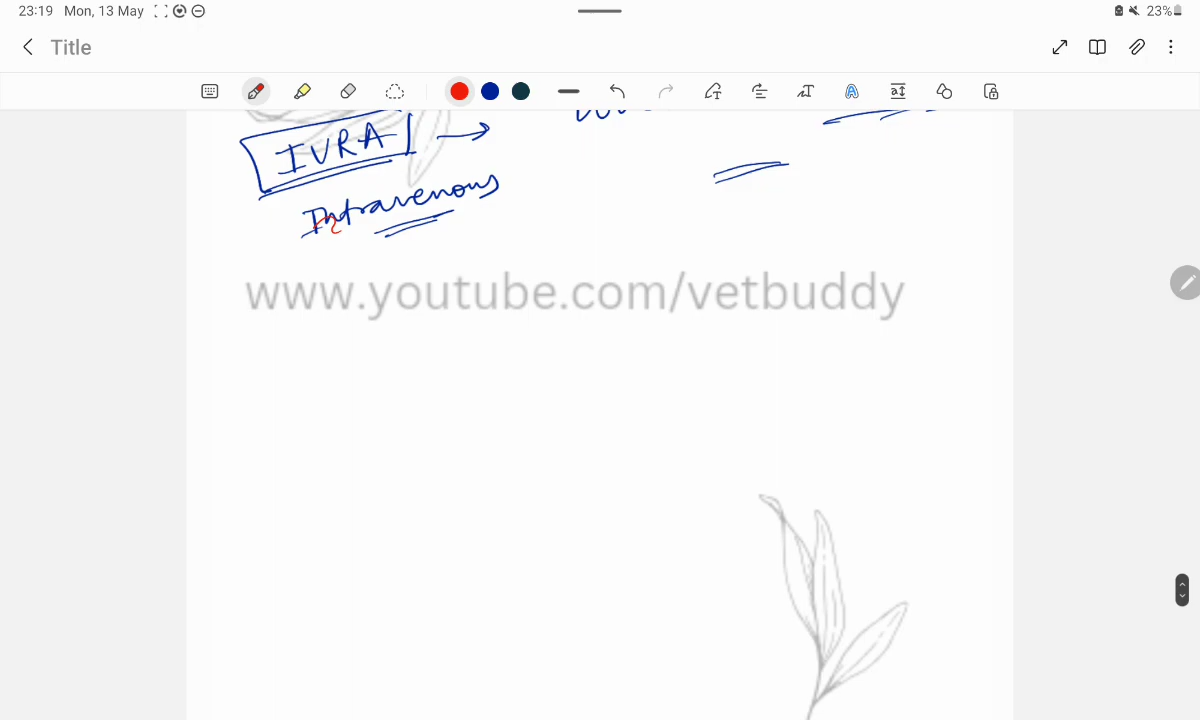 23:19 Mon, 13 May 23%
Title
IVRA
Intravenous
www.youtube.com/vetbuddy